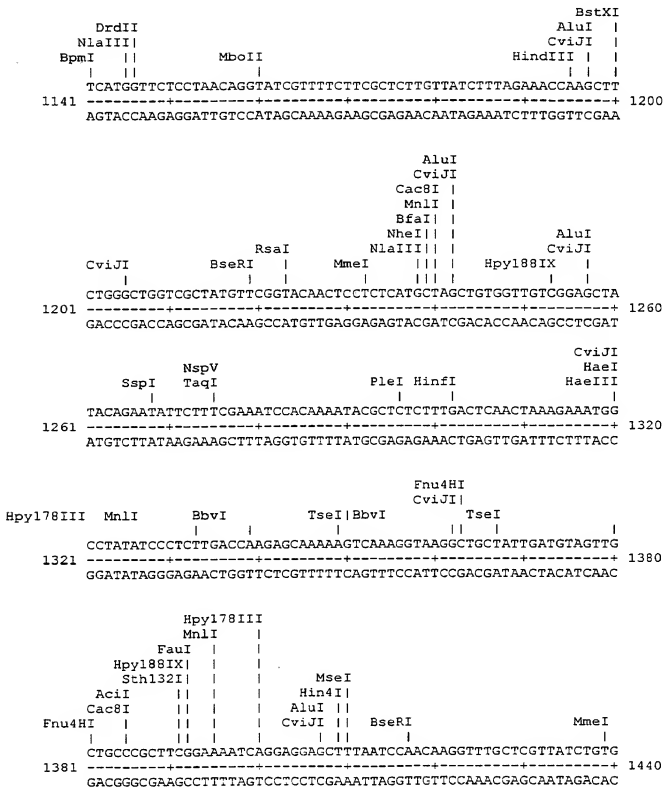 DrdII BstXI
NlaIII AluI
BpmI MboII CviJI
HindIII
TCATGGTTCTCCTAACAGGTATCGTTTTCTTCGCTCTTGTTATCTTTAGAAACCAAGCTT
1141 ---------+---------+---------+---------+---------+---------+ 1200
AGTACCAAGAGGATTGTCCATAGCAAAAGAAGCGAGAACAATAGAAATCTTTGGTTCGAA
AluI
CviJI
Cac8I
MnlI
BfaI
NheI AluI
CviJI BseRI RsaI MmeI NlaIII Hpy188IX CviJI
CTGGGCTGGTCGCTATGTTCGGTACAACTCCTCTCATGCTAGCTGTGGTTGTCGGAGCTA
1201 ---------+---------+---------+---------+---------+---------+ 1260
GACCCGACCAGCGATACAAGCCATGTTGAGGAGAGTACGATCGACACCAACAGCCTCGAT
CviJI
NspV HaeI
SspI TaqI PleI HinfI HaeIII
TACAGAATATTCTTTCGAAATCCACAAAATACGCTCTCTTTGACTCAACTAAAGAAATGG
1261 ---------+---------+---------+---------+---------+---------+ 1320
ATGTCTTATAAGAAAGCTTTAGGTGTTTTATGCGAGAGAAACTGAGTTGATTTCTTTACC
Fnu4HI
CviJI
Hpy178III MnlI BbvI TseI BbvI TseI
CCTATATCCCTCTTGACCAAGAGCAAAAAGTCAAAGGTAAGGCTGCTATTGATGTAGTTG
1321 ---------+---------+---------+---------+---------+---------+ 1380
GGATATAGGGAGAACTGGTTCTCGTTTTTCAGTTTCCATTCCGACGATAACTACATCAAC
Hpy178III
MnlI
FauI
Hpy188IX
Sth132I MseI
AciI Hin4I
Cac8I AluI
Fnu4HI CviJI BseRI MmeI
CTGCCCGCTTCGGAAAATCAGGAGGAGCTTTAATCCAACAAGGTTTGCTCGTTATCTGTG
1381 ---------+---------+---------+---------+---------+---------+ 1440
GACGGGCGAAGCCTTTTAGTCCTCCTCGAAATTAGGTTGTTCCAAACGAGCAATAGACAC